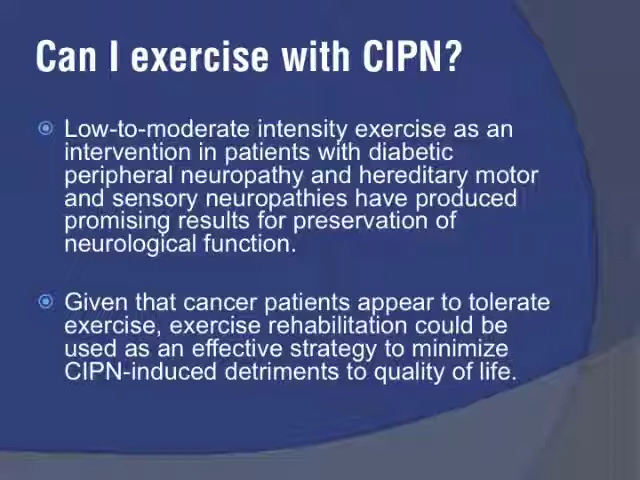 Can I exercise with CIPN?
Low-to-moderate intensity exercise as an
intervention in patients with diabetic
peripheral neuropathy and hereditary motor
and sensory neuropathies have produced
promising results for preservation of
neurological function.
Given that cancer patients appear to tolerate
exercise, exercise rehabilitation could be
used as an effective strategy to minimize
CIPN-induced detriments to quality of life.